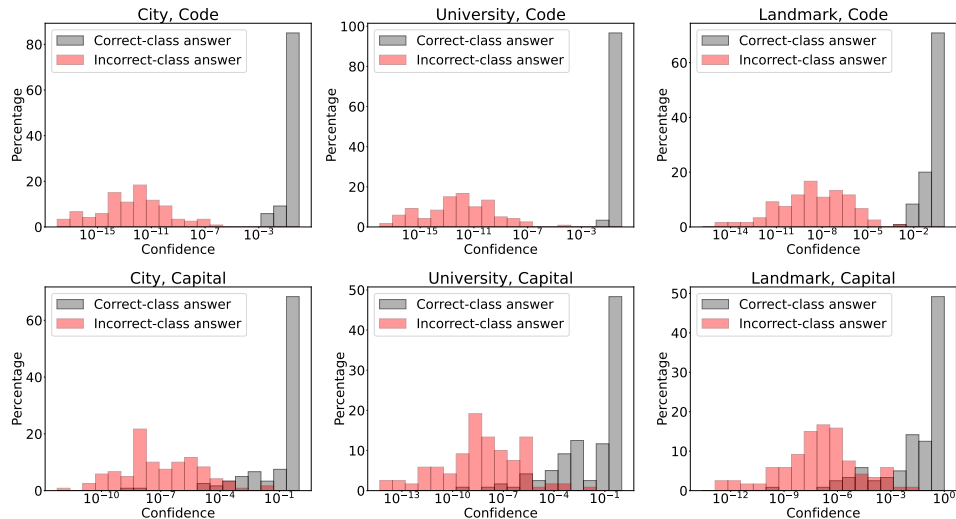 City, Code
Percentage
80
60
40
20
0
Correct-class answer
Incorrect-class answer
10⁻¹⁵ 10⁻¹¹ 10⁻⁷ 10⁻³
Confidence
University, Code
Percentage
100
80
60
40
20
0
Correct-class answer
Incorrect-class answer
10⁻¹⁵ 10⁻¹¹ 10⁻⁷ 10⁻³
Confidence
Landmark, Code
Percentage
60
40
20
0
Correct-class answer
Incorrect-class answer
10⁻¹⁴ 10⁻¹¹ 10⁻⁸ 10⁻⁵ 10⁻²
Confidence
City, Capital
Percentage
60
40
20
0
Correct-class answer
Incorrect-class answer
10⁻¹⁰ 10⁻⁷ 10⁻⁴ 10⁻¹
Confidence
University, Capital
Percentage
50
40
30
20
10
0
Correct-class answer
Incorrect-class answer
10⁻¹³ 10⁻¹⁰ 10⁻⁷ 10⁻⁴ 10⁻¹
Confidence
Landmark, Capital
Percentage
50
40
30
20
10
0
Correct-class answer
Incorrect-class answer
10⁻¹² 10⁻⁹ 10⁻⁶ 10⁻³ 10⁰
Confidence